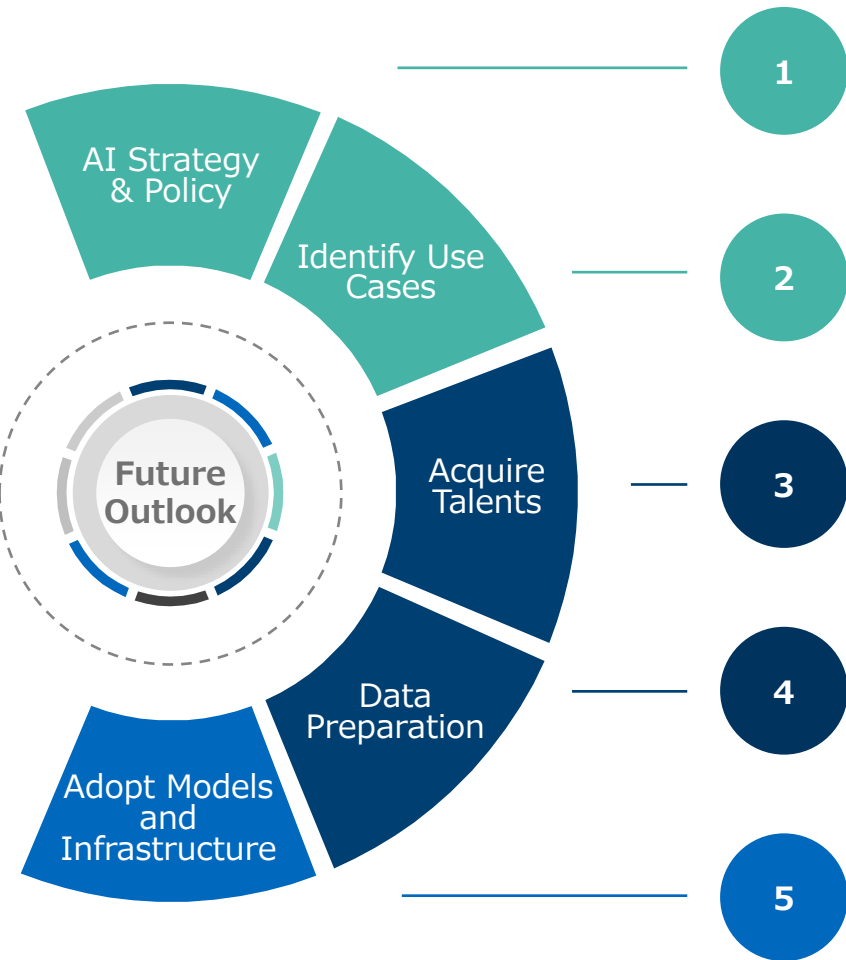 1
AI Strategy
& Policy
Identify Use
Cases
2
Future
Outlook
Acquire
Talents
3
Data
Preparation
4
Adopt Models
and
Infrastructure
5